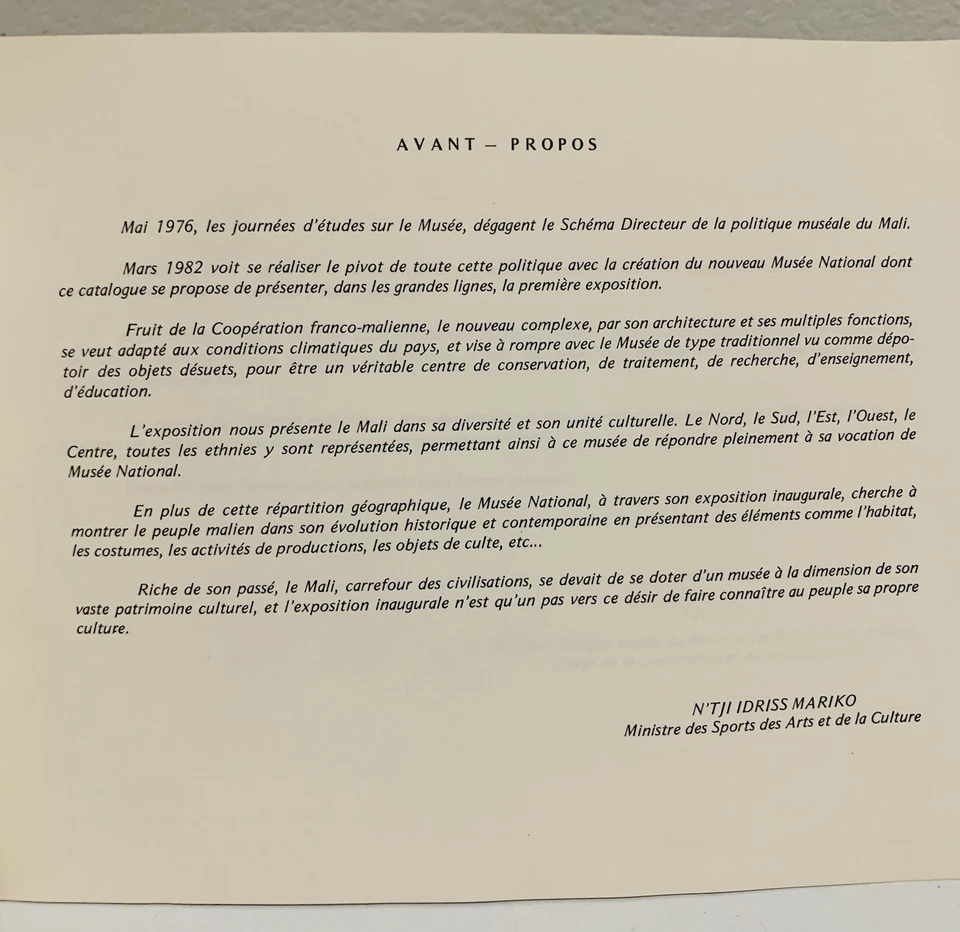 AVANT — PROPOS
Mai 1976, les journées d'études sur le Musée, dégagent le Schéma Directeur de la politique muséale du Mali.
Mars 1982 voit se réaliser le pivot de toute cette politique avec la création du nouveau Musée National dont
ce catalogue se propose de présenter, dans les grandes lignes, la première exposition.
Fruit de la Coopération franco-malienne, le nouveau complexe, par son architecture et ses multiples fonctions,
se veut adapté aux conditions climatiques du pays, et vise à rompre avec le Musée de type traditionnel vu comme dépo-
toir des objets désuets, pour être un véritable centre de conservation, de traitement, de recherche, d'enseignement,
d'éducation.
L'exposition nous présente le Mali dans sa diversité et son unité culturelle. Le Nord, le Sud, l'Est, l'Ouest, le
Centre, toutes les ethnies y sont représentées, permettant ainsi à ce musée de répondre pleinement à sa vocation de
Musée National.
En plus de cette répartition géographique, le Musée National, à travers son exposition inaugurale, cherche à
montrer le peuple malien dans son évolution historique et contemporaine en présentant des éléments comme l'habitat,
les costumes, les activités de productions, les objets de culte, etc...
Riche de son passé, le Mali, carrefour des civilisations, se devait de se doter d'un musée à la dimension de son
vaste patrimoine culturel, et l'exposition inaugurale n'est qu'un pas vers ce désir de faire connaître au peuple sa propre
culture.
N'TJI IDRISS MARIKO
Ministre des Sports des Arts et de la Culture